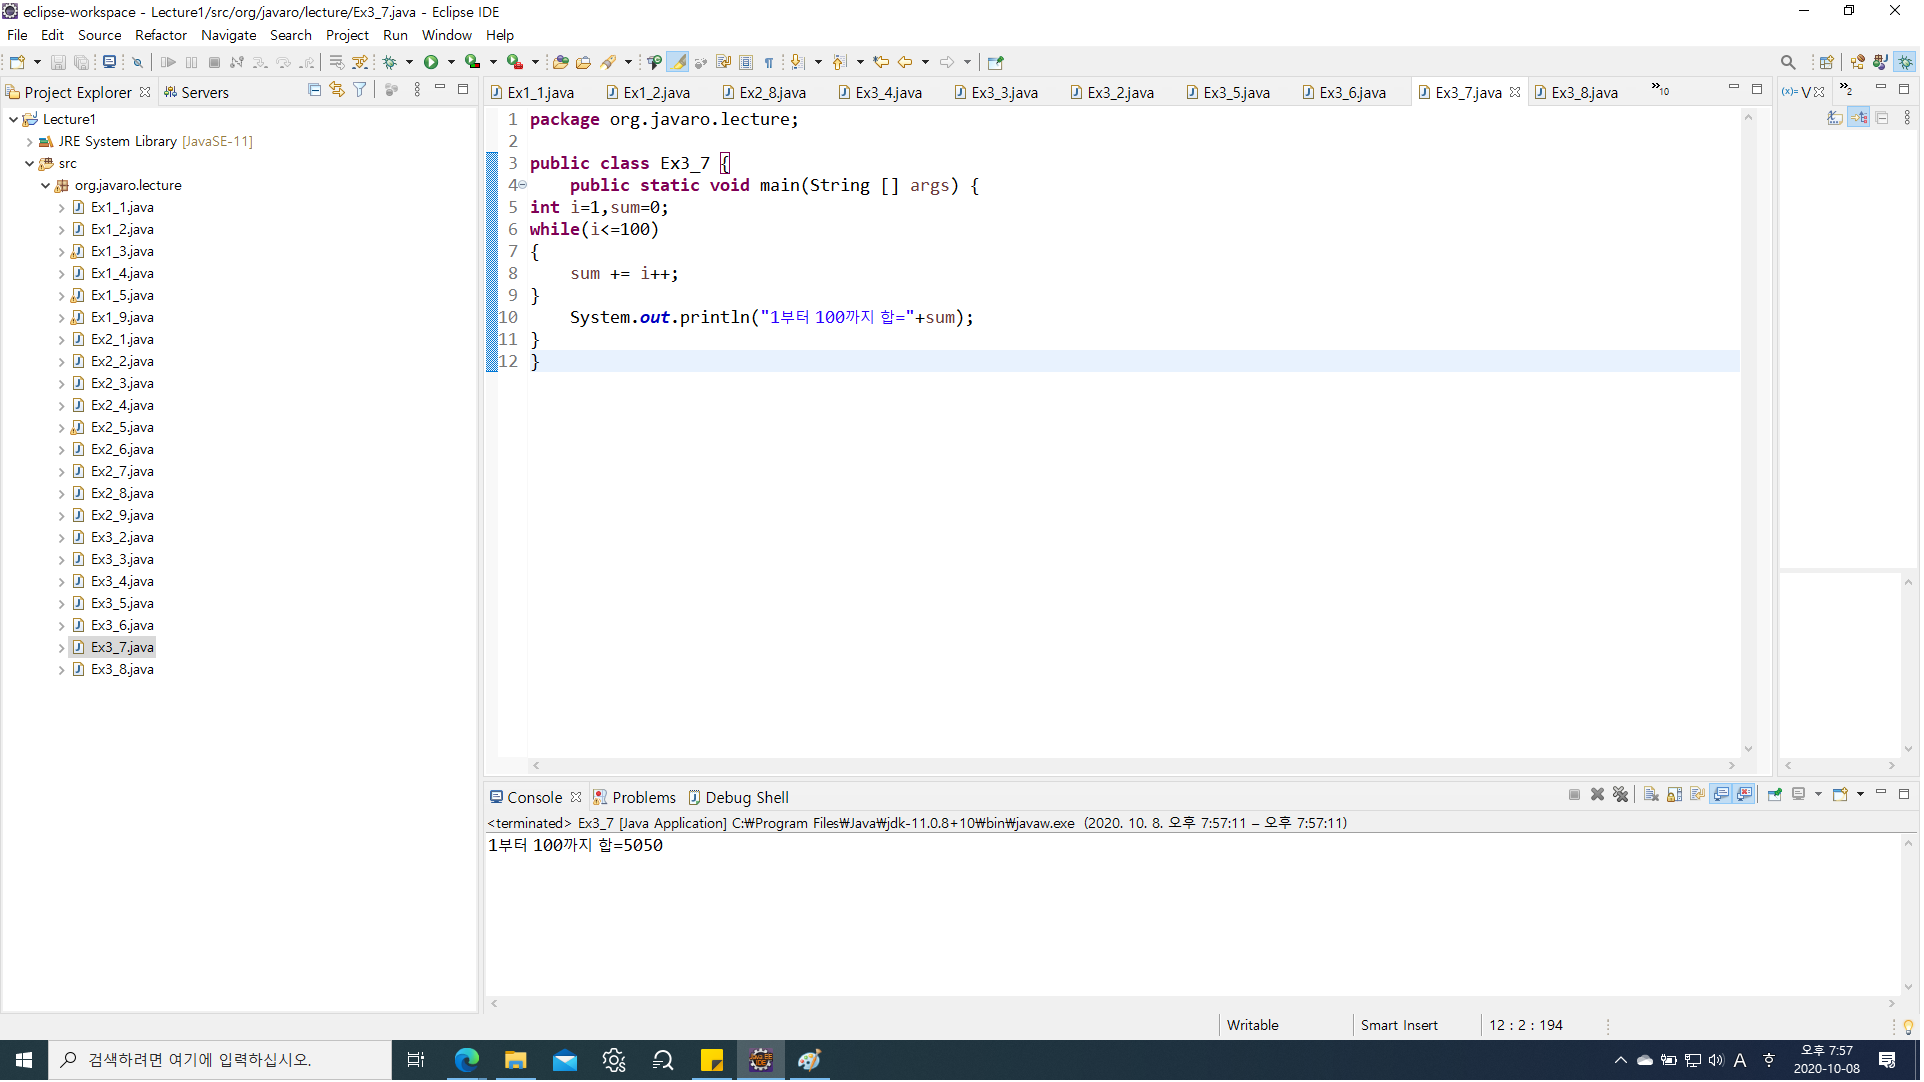 eclipse-workspace - Lecture1/src/org/javaro/lecture/Ex3_7.java - Eclipse IDE
File Edit Source Refactor Navigate Search Project Run Window Help
Project Explorer Servers
Lecture1
JRE System Library [JavaSE-11]
src
org.javaro.lecture
Ex1_1.java
Ex1_2.java
Ex1_3.java
Ex1_4.java
Ex1_5.java
Ex1_9.java
Ex2_1.java
Ex2_2.java
Ex2_3.java
Ex2_4.java
Ex2_5.java
Ex2_6.java
Ex2_7.java
Ex2_8.java
Ex2_9.java
Ex3_2.java
Ex3_3.java
Ex3_4.java
Ex3_5.java
Ex3_6.java
Ex3_7.java
Ex3_8.java
Ex1_1.java Ex1_2.java Ex2_8.java Ex3_4.java Ex3_3.java Ex3_2.java Ex3_5.java Ex3_6.java Ex3_7.java Ex3_8.java »10
(x)= V »2
1 package org.javaro.lecture;
2
3 public class Ex3_7 {
4 public static void main(String [] args) {
5 int i=1,sum=0;
6 while(i<=100)
7 {
8 sum += i++;
9 }
10 System.out.println("1부터 100까지 합="+sum);
11 }
12 }
Console Problems Debug Shell
<terminated> Ex3_7 [Java Application] C:₩Program Files₩Java₩jdk-11.0.8+10₩bin₩javaw.exe (2020. 10. 8. 오후 7:57:11 – 오후 7:57:11)
1부터 100까지 합=5050
Writable Smart Insert 12 : 2 : 194
검색하려면 여기에 입력하십시오.
A 후 오후 7:57
2020-10-08